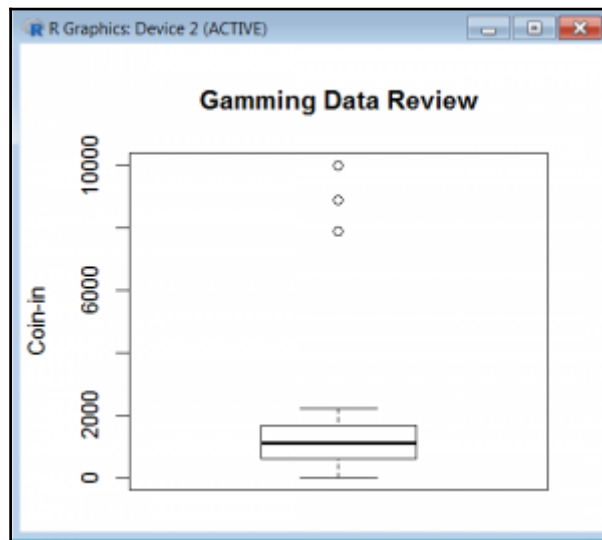 R Graphics: Device 2 (ACTIVE)
Gamming Data Review
Coin-in
10000
6000
2000
0